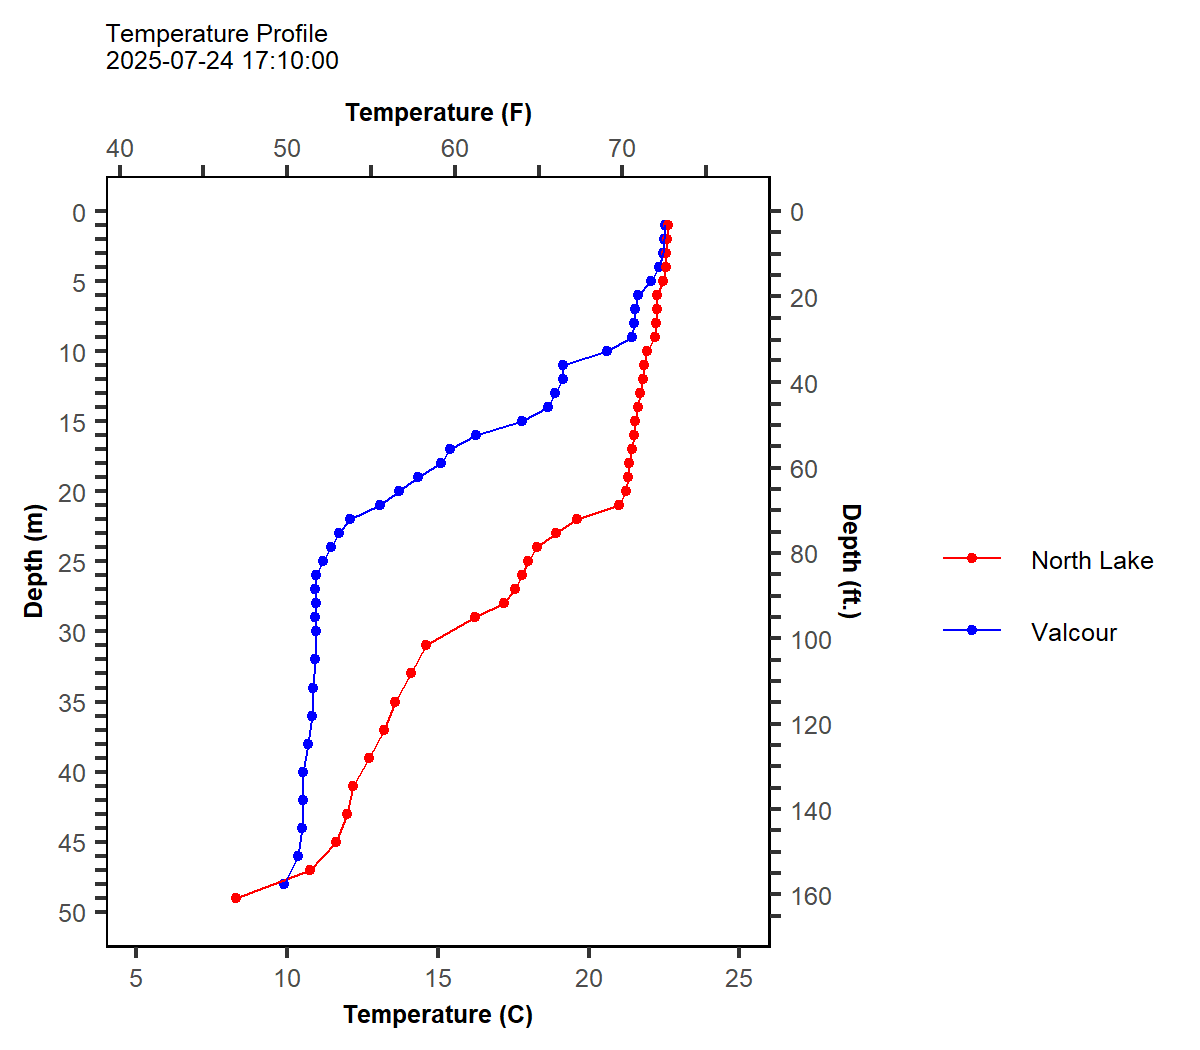 Temperature Profile
2025-07-24 17:10:00
Temperature (F)
40 50 60 70
0
5
10
15
20
25
30
35
40
45
50
Depth (m)
0
20
40
60
80
100
120
140
160
Depth (ft.)
North Lake
Valcour
5 10 15 20 25
Temperature (C)